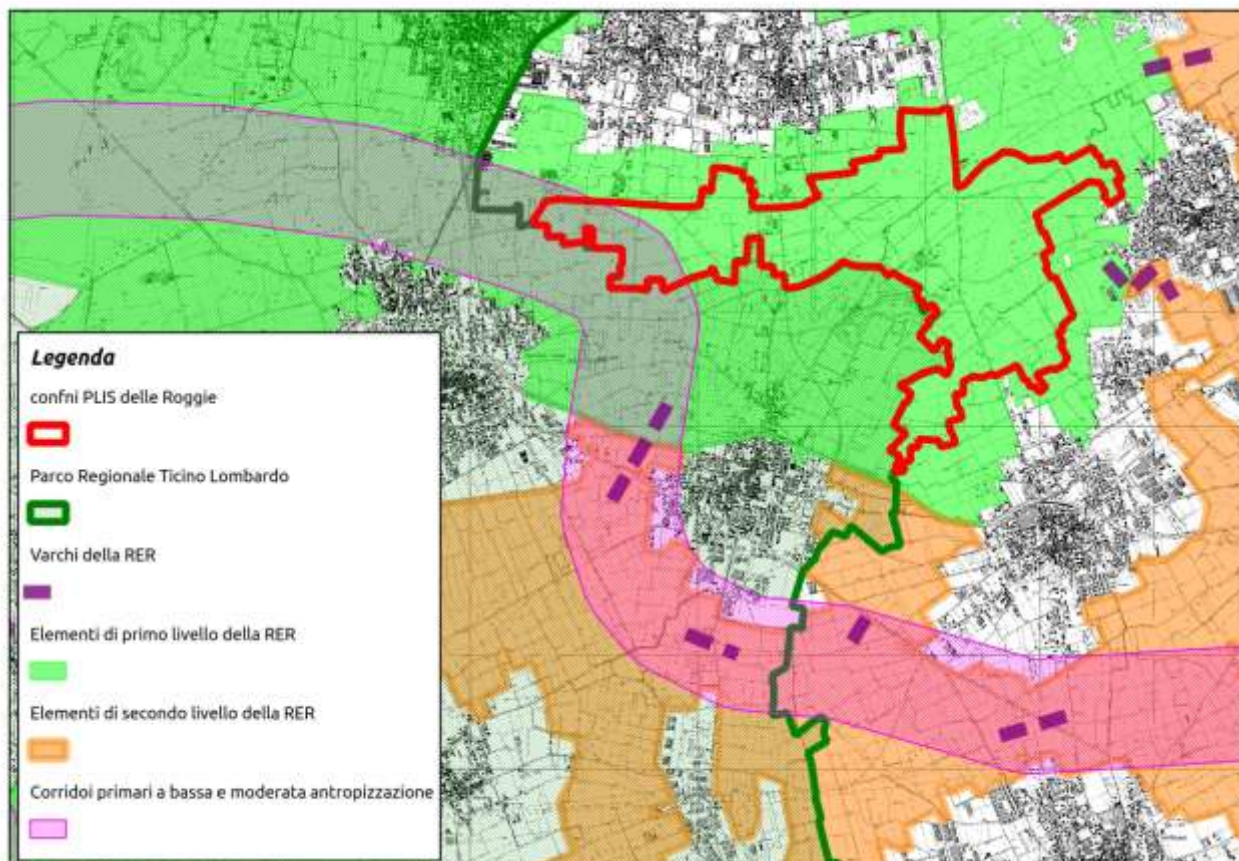 Legenda
confni PLIS delle Roggie
Parco Regionale Ticino Lombardo
Varchi della RER
Elementi di primo livello della RER
Elementi di secondo livello della RER
Corridoi primari a bassa e moderata antropizzazione